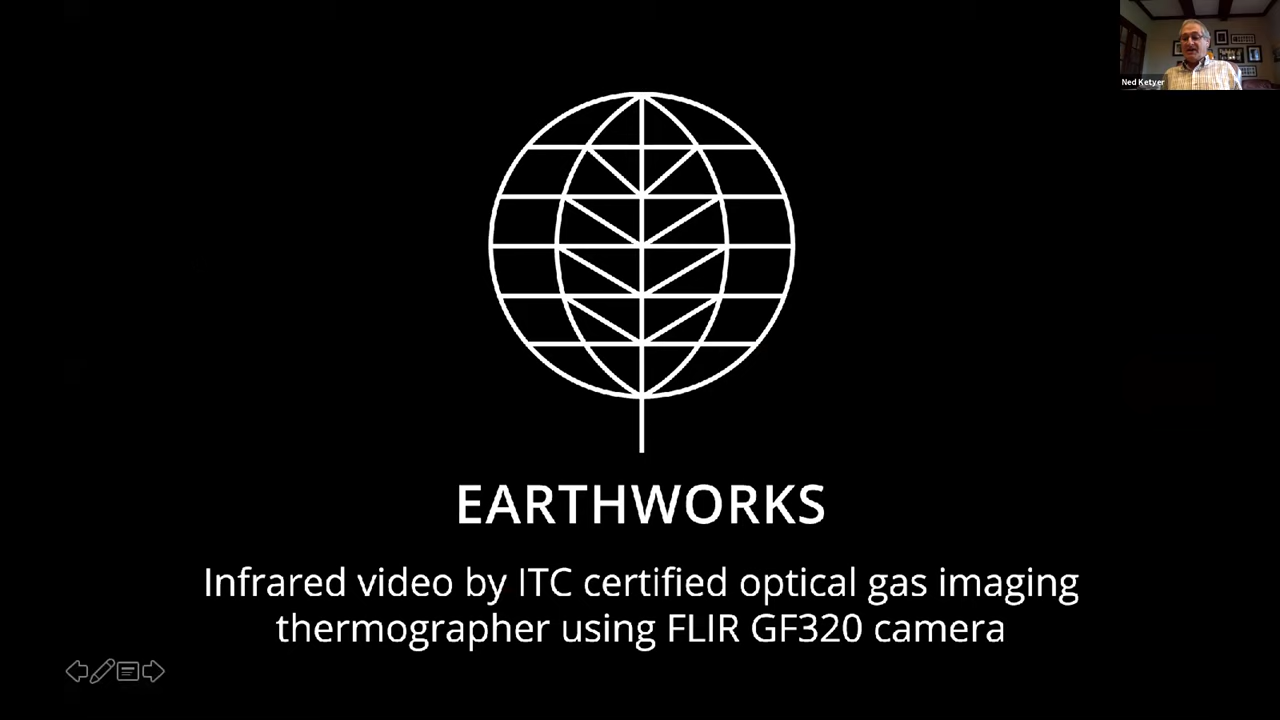 Ned Ketyer
EARTHWORKS
Infrared video by ITC certified optical gas imaging
thermographer using FLIR GF320 camera